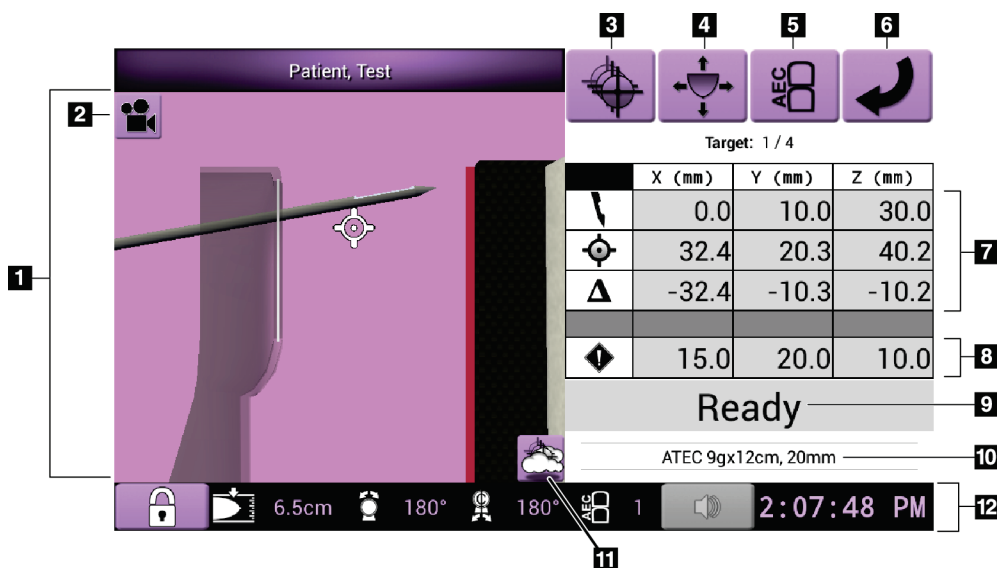 3
4
5
6
Patient, Test
1
2
AEC
Target: 1 / 4
X (mm) Y (mm) Z (mm)
0.0 10.0 30.0
32.4 20.3 40.2
Δ -32.4 -10.3 -10.2
7
! 15.0 20.0 10.0
8
Ready
9
ATEC 9gx12cm, 20mm
10
6.5cm 180° 180° AEC 1 2:07:48 PM
12
11